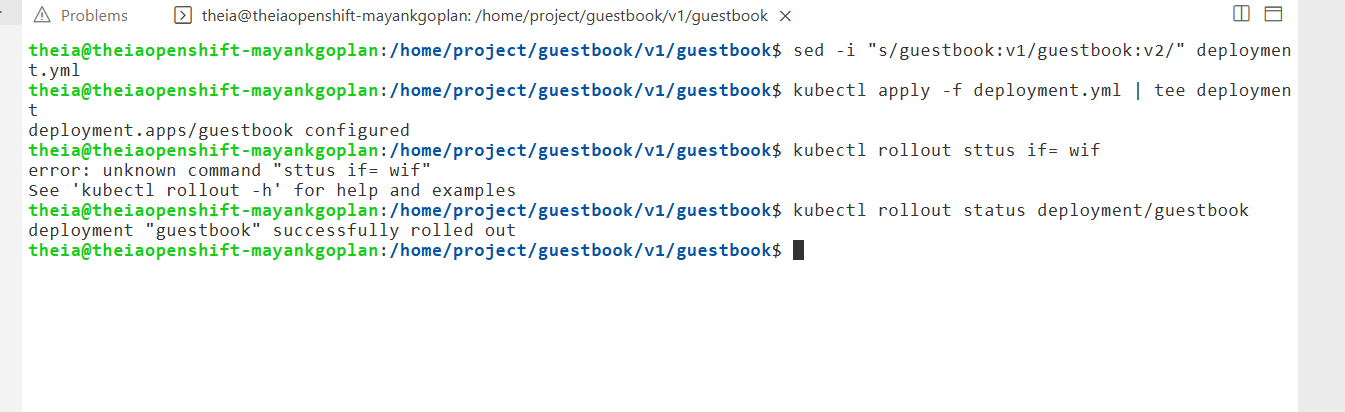 Problems theia@theiaopenshift-mayankgoplan: /home/project/guestbook/v1/guestbook
theia@theiaopenshift-mayankgoplan:/home/project/guestbook/v1/guestbook$ sed -i "s/guestbook:v1/guestbook:v2/" deploymen
t.yml
theia@theiaopenshift-mayankgoplan:/home/project/guestbook/v1/guestbook$ kubectl apply -f deployment.yml | tee deploymen
t
deployment.apps/guestbook configured
theia@theiaopenshift-mayankgoplan:/home/project/guestbook/v1/guestbook$ kubectl rollout sttus if= wif
error: unknown command "sttus if= wif"
See 'kubectl rollout -h' for help and examples
theia@theiaopenshift-mayankgoplan:/home/project/guestbook/v1/guestbook$ kubectl rollout status deployment/guestbook
deployment "guestbook" successfully rolled out
theia@theiaopenshift-mayankgoplan:/home/project/guestbook/v1/guestbook$